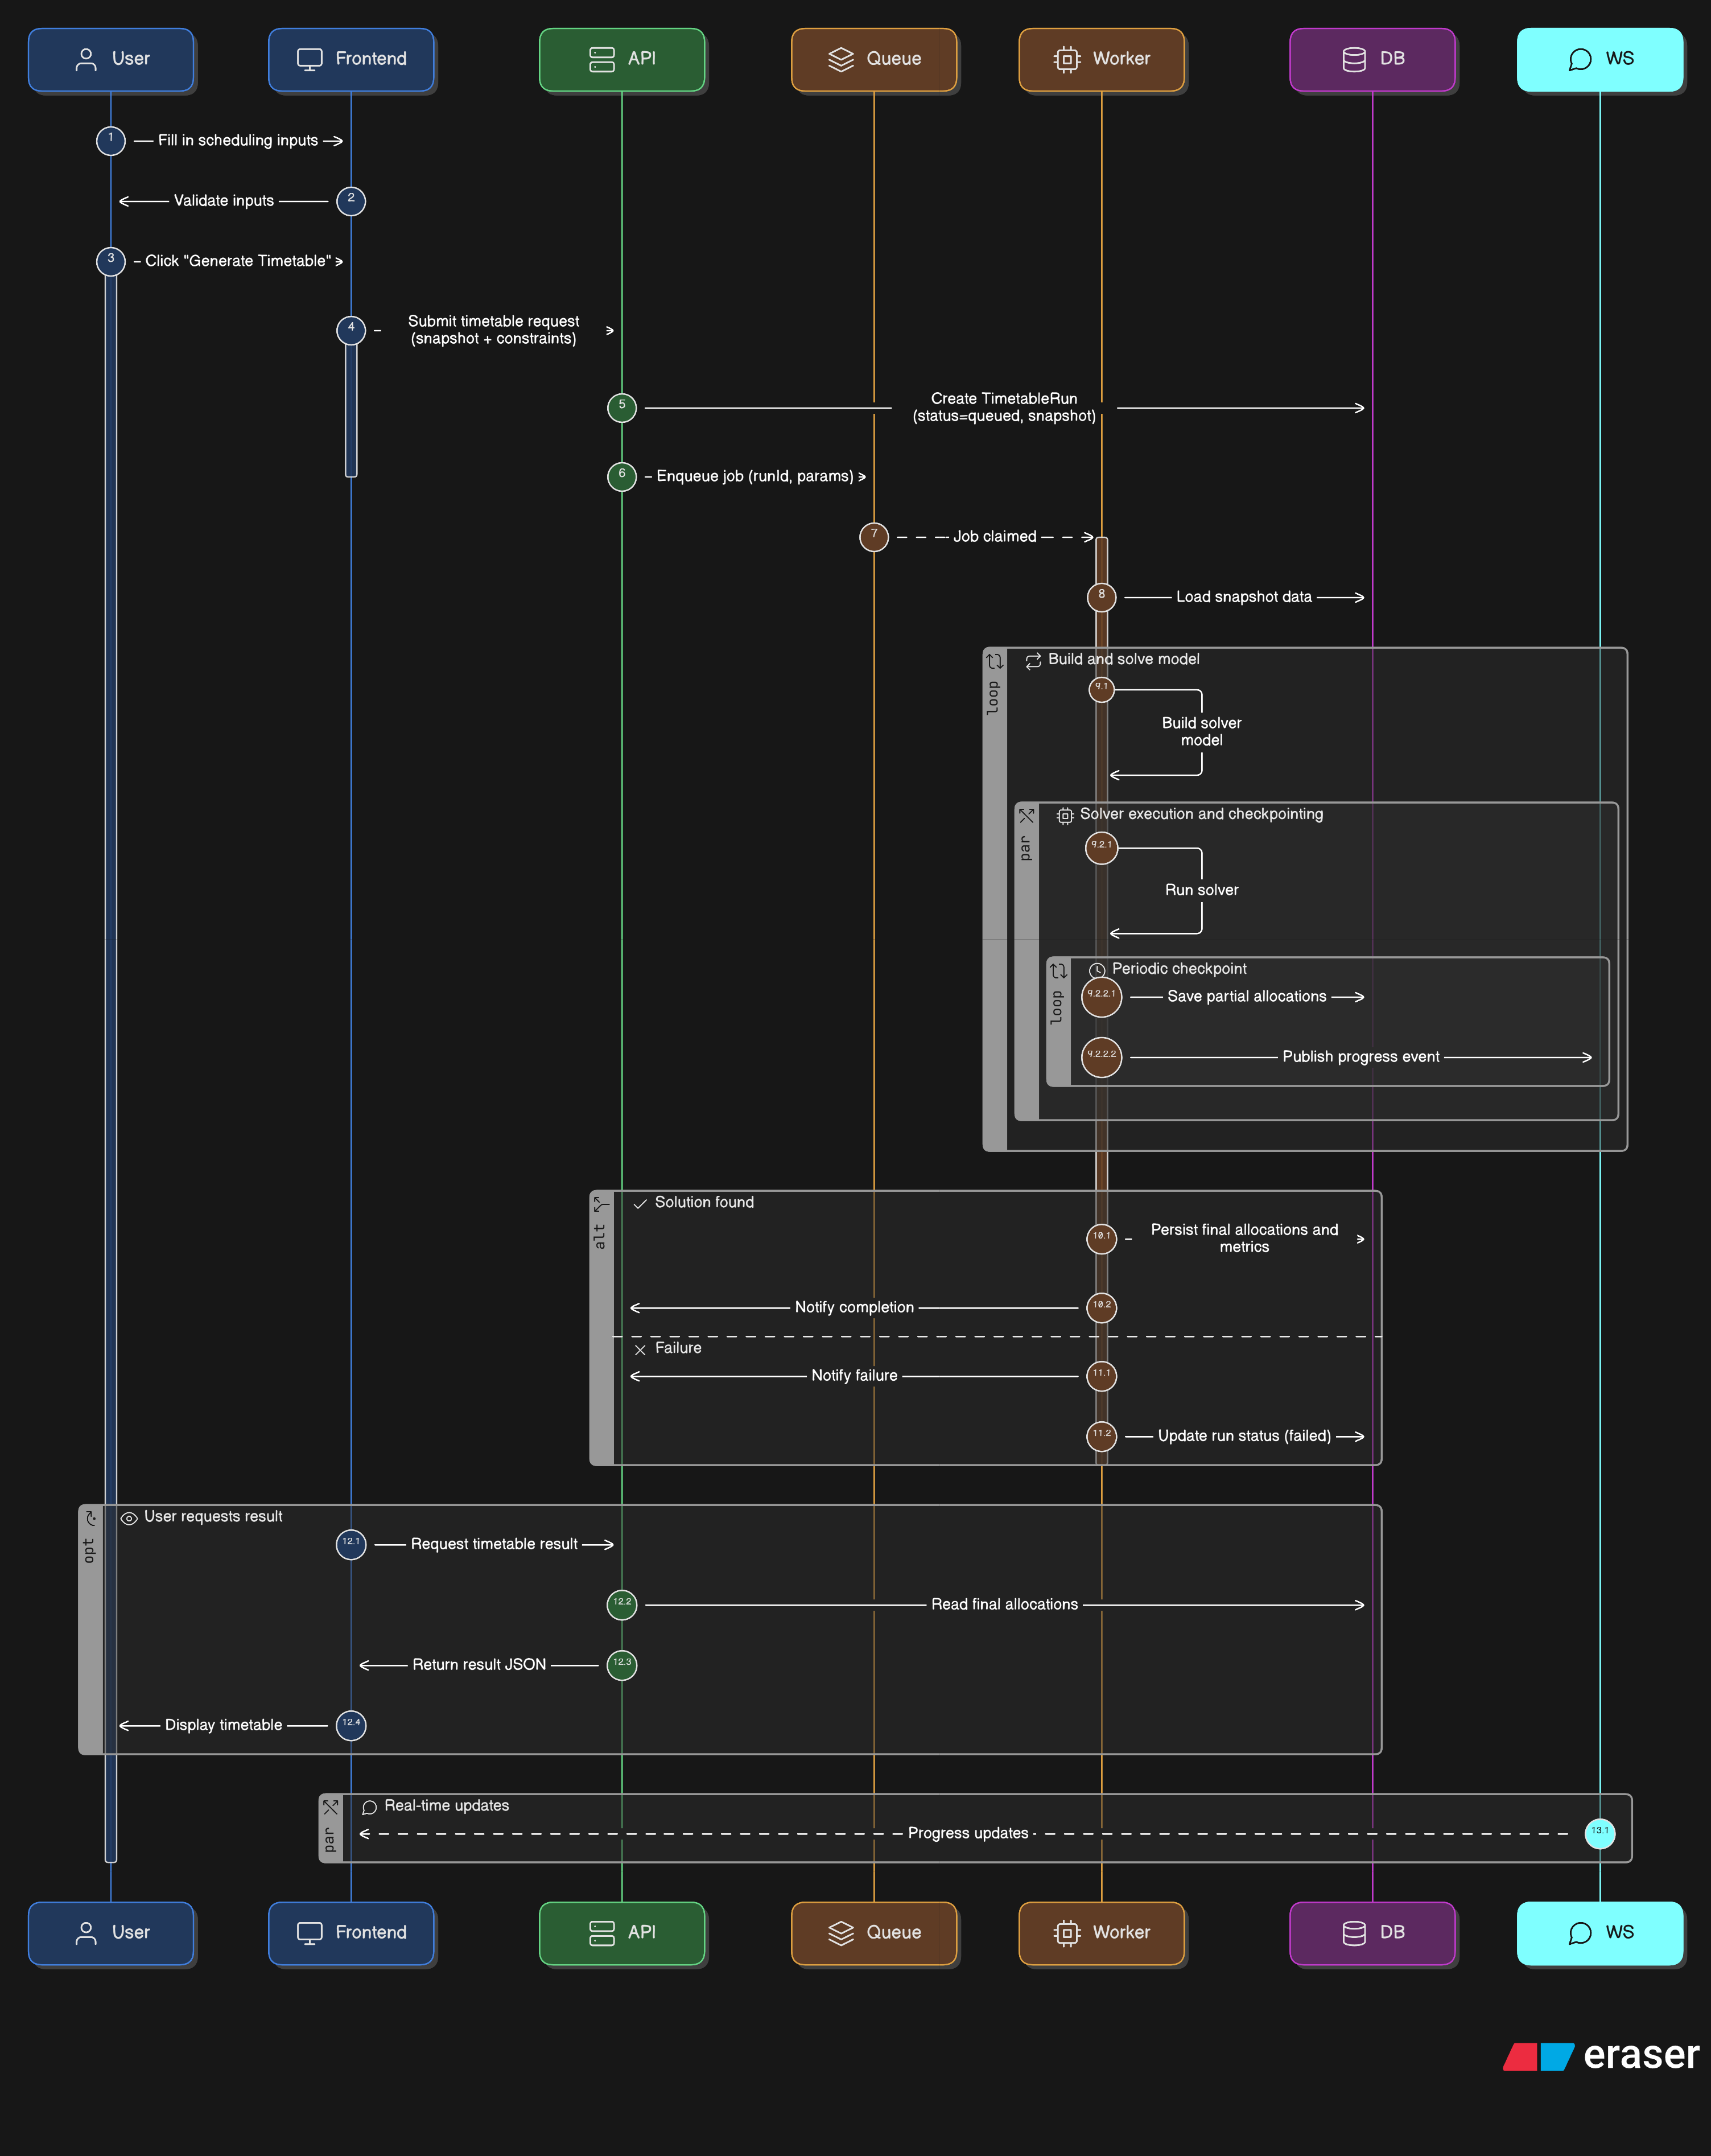 User
Frontend
API
Queue
Worker
DB
WS
1
Fill in scheduling inputs
Validate inputs
2
3
Click "Generate Timetable"
4
Submit timetable request
(snapshot + constraints)
5
Create TimetableRun
(status=queued, snapshot)
6
Enqueue job (runId, params)
7
Job claimed
8
Load snapshot data
loop
Build and solve model
9.1
Build solver
model
par
Solver execution and checkpointing
9.2.1
Run solver
loop
Periodic checkpoint
9.2.2.1
Save partial allocations
9.2.2.2
Publish progress event
alt
Solution found
10.1
Persist final allocations and
metrics
Notify completion
10.2
Failure
Notify failure
11.1
11.2
Update run status (failed)
opt
User requests result
12.1
Request timetable result
12.2
Read final allocations
Return result JSON
12.3
Display timetable
12.4
par
Real-time updates
Progress updates
13.1
User
Frontend
API
Queue
Worker
DB
WS
eraser